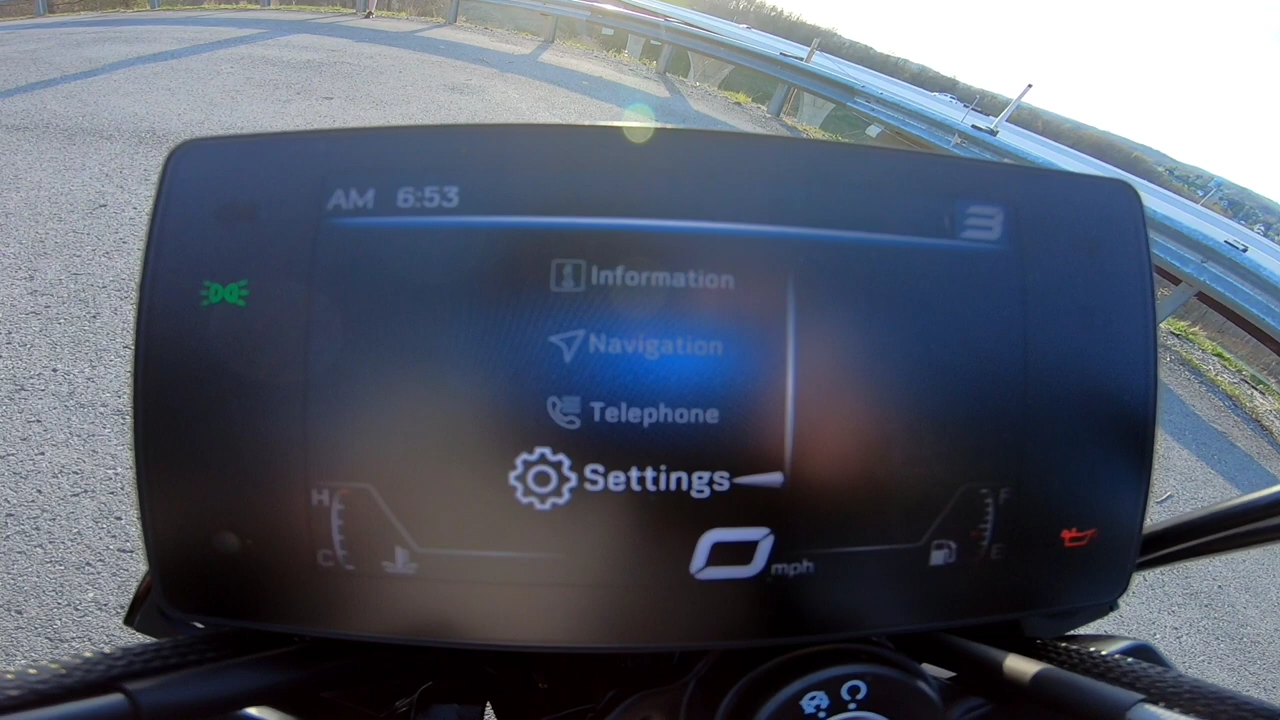 AM 6:53
Information
Navigation
Telephone
Settings
H
C
F
E
0 mph